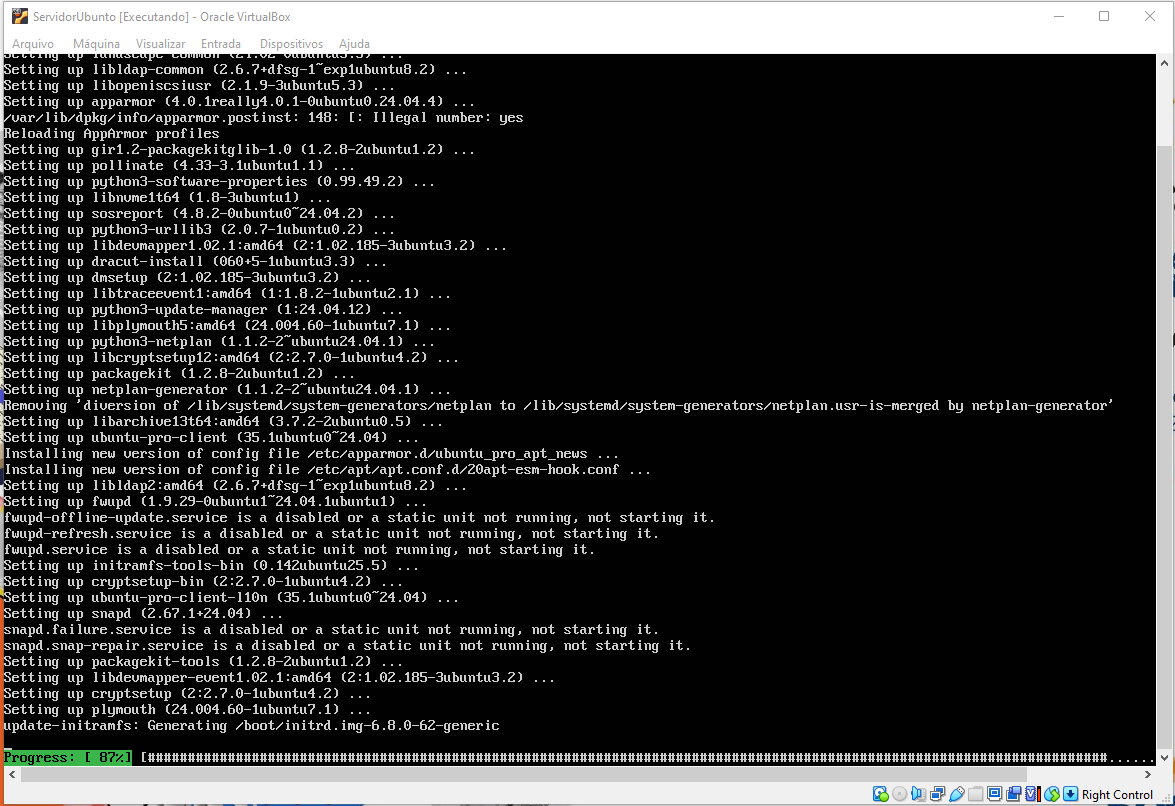 ServidorUbunto [Executando] - Oracle VirtualBox
Arquivo Máquina Visualizar Entrada Dispositivos Ajuda
Setting up landscape-common
Setting up libldap-common (2.6.7+dfsg-1~exp1ubuntu8.2) ...
Setting up libopeniscsiusr (2.1.9-3ubuntu5.3) ...
Setting up apparmor (4.0.1really4.0.1-0ubuntu0.24.04.4) ...
/var/lib/dpkg/info/apparmor.postinst: 148: [: Illegal number: yes
Reloading AppArmor profiles
Setting up gir1.2-packagekitglib-1.0 (1.2.8-2ubuntu1.2) ...
Setting up pollinate (4.33-3.1ubuntu1.1) ...
Setting up python3-software-properties (0.99.49.2) ...
Setting up libnvme1t64 (1.8-3ubuntu1) ...
Setting up sosreport (4.8.2-0ubuntu0~24.04.2) ...
Setting up python3-urllib3 (2.0.7-1ubuntu0.2) ...
Setting up libdevmapper1.02.1:amd64 (2:1.02.185-3ubuntu3.2) ...
Setting up dracut-install (060+5-1ubuntu3.3) ...
Setting up dmsetup (2:1.02.185-3ubuntu3.2) ...
Setting up libtraceevent1:amd64 (1:1.8.2-1ubuntu2.1) ...
Setting up python3-update-manager (1:24.04.12) ...
Setting up libplymouth5:amd64 (24.004.60-1ubuntu7.1) ...
Setting up python3-netplan (1.1.2-2~ubuntu24.04.1) ...
Setting up libcryptsetup12:amd64 (2:2.7.0-1ubuntu4.2) ...
Setting up packagekit (1.2.8-2ubuntu1.2) ...
Setting up netplan-generator (1.1.2-2~ubuntu24.04.1) ...
Removing 'diversion of /lib/systemd/system-generators/netplan to /lib/systemd/system-generators/netplan.usr-is-merged by netplan-generator'
Setting up libarchive13t64:amd64 (3.7.2-2ubuntu0.5) ...
Setting up ubuntu-pro-client (35.1ubuntu0~24.04) ...
Installing new version of config file /etc/apparmor.d/ubuntu_pro_apt_news ...
Installing new version of config file /etc/apt/apt.conf.d/20apt-esm-hook.conf ...
Setting up libldap2:amd64 (2.6.7+dfsg-1~exp1ubuntu8.2) ...
Setting up fwupd (1.9.29-0ubuntu1~24.04.1ubuntu1) ...
fwupd-offline-update.service is a disabled or a static unit not running, not starting it.
fwupd-refresh.service is a disabled or a static unit not running, not starting it.
fwupd.service is a disabled or a static unit not running, not starting it.
Setting up initramfs-tools-bin (0.142ubuntu25.5) ...
Setting up cryptsetup-bin (2:2.7.0-1ubuntu4.2) ...
Setting up ubuntu-pro-client-l10n (35.1ubuntu0~24.04) ...
Setting up snapd (2.67.1+24.04) ...
snapd.failure.service is a disabled or a static unit not running, not starting it.
snapd.snap-repair.service is a disabled or a static unit not running, not starting it.
Setting up packagekit-tools (1.2.8-2ubuntu1.2) ...
Setting up libdevmapper-event1.02.1:amd64 (2:1.02.185-3ubuntu3.2) ...
Setting up cryptsetup (2:2.7.0-1ubuntu4.2) ...
Setting up plymouth (24.004.60-1ubuntu7.1) ...
update-initramfs: Generating /boot/initrd.img-6.8.0-62-generic
Progress: [ 87%] [########################################################################################################################......
Right Control